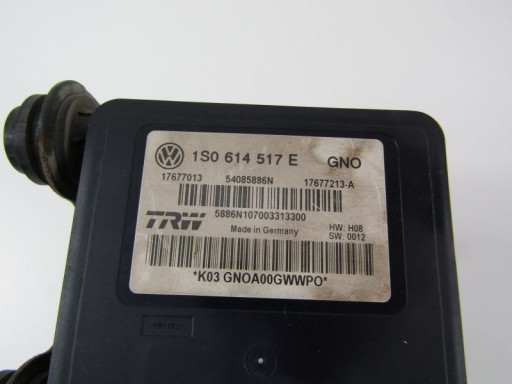 1S0 614 517 E GNO
17677013 54085886N 17677213-A
TRW 5886N107003313300
Made in Germany
HW: H08
SW: 0012
*K03 GNOA00GWWPO*